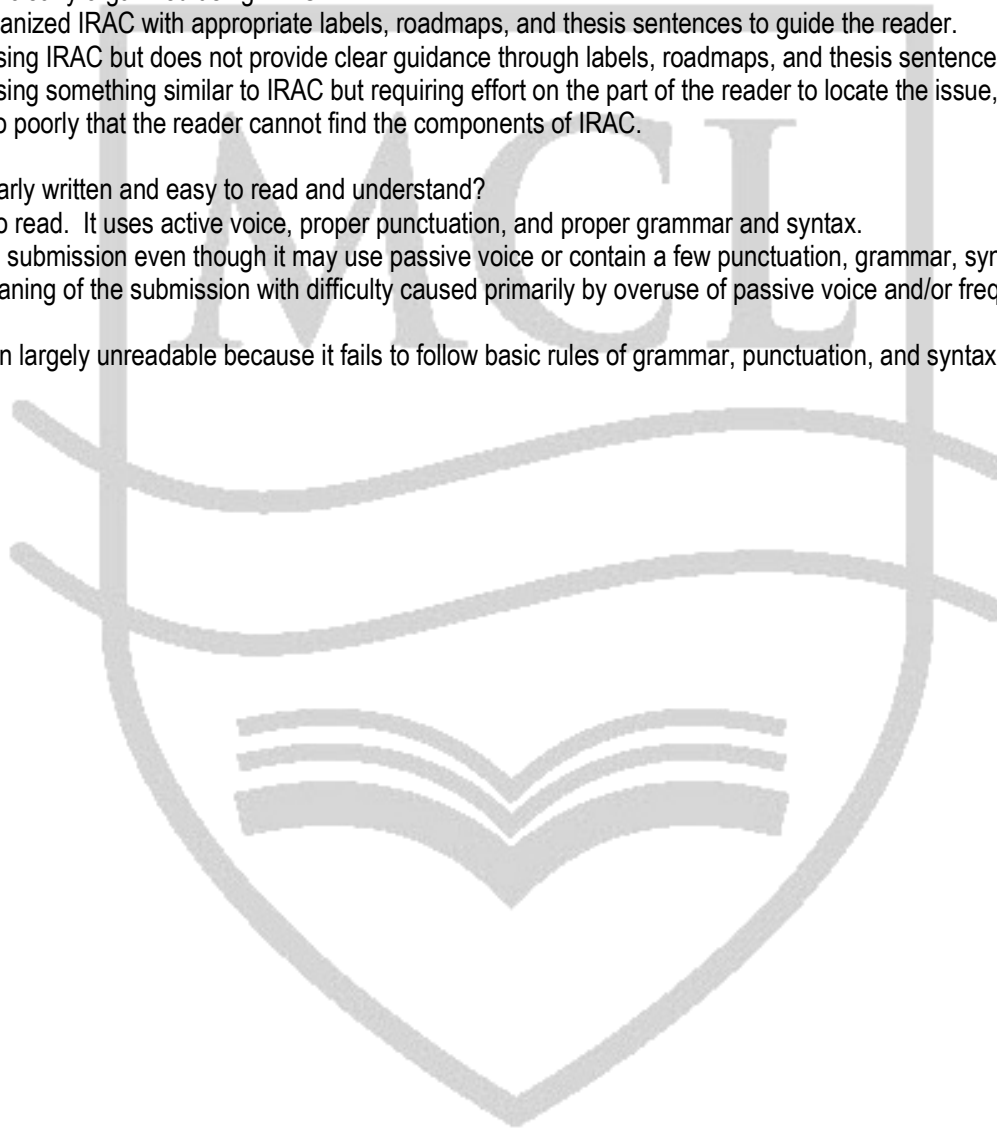 anized IRAC with appropriate labels, roadmaps, and thesis sentences to guide the reader.
sing IRAC but does not provide clear guidance through labels, roadmaps, and thesis sentence
sing something similar to IRAC but requiring effort on the part of the reader to locate the issue,
o poorly that the reader cannot find the components of IRAC.
arly written and easy to read and understand?
o read. It uses active voice, proper punctuation, and proper grammar and syntax.
submission even though it may use passive voice or contain a few punctuation, grammar, syn
aning of the submission with difficulty caused primarily by overuse of passive voice and/or freq
n largely unreadable because it fails to follow basic rules of grammar, punctuation, and syntax
MCL